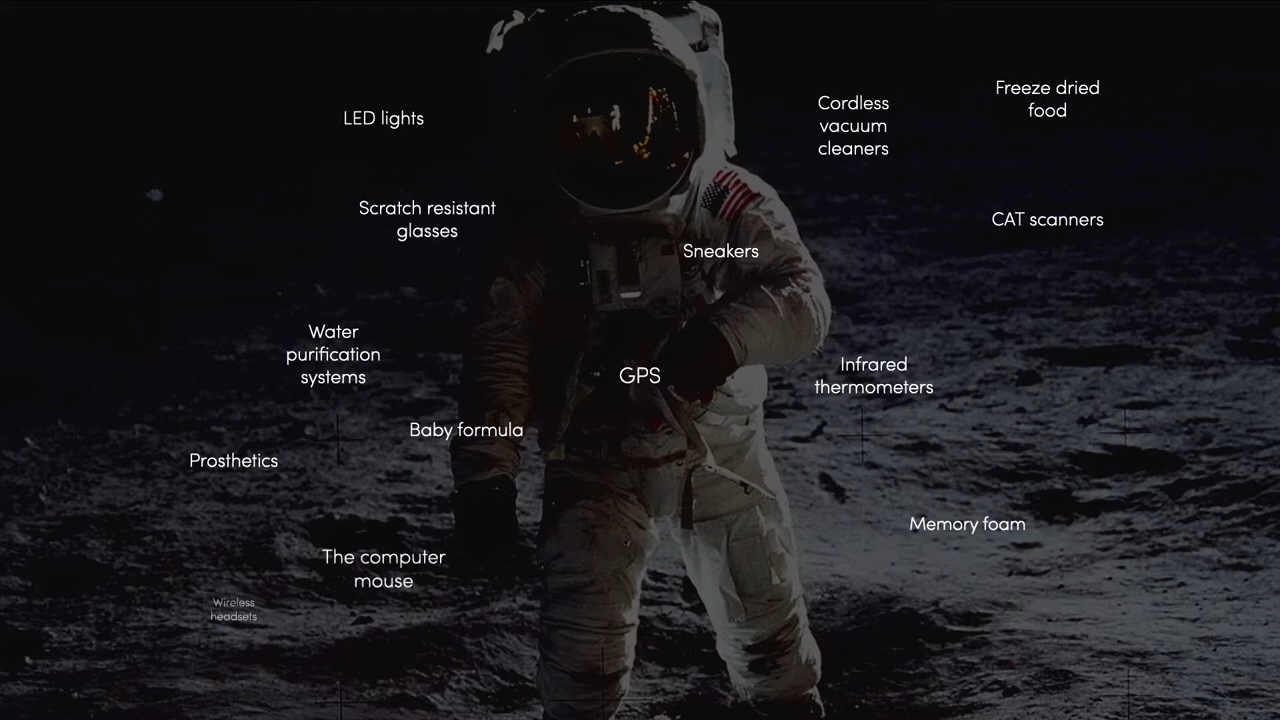 Freeze dried
food
Cordless
vacuum
cleaners
LED lights
Scratch resistant
glasses
CAT scanners
Sneakers
Water
purification
systems
GPS
Infrared
thermometers
Baby formula
Prosthetics
Memory foam
The computer
mouse
Wireless
headsets